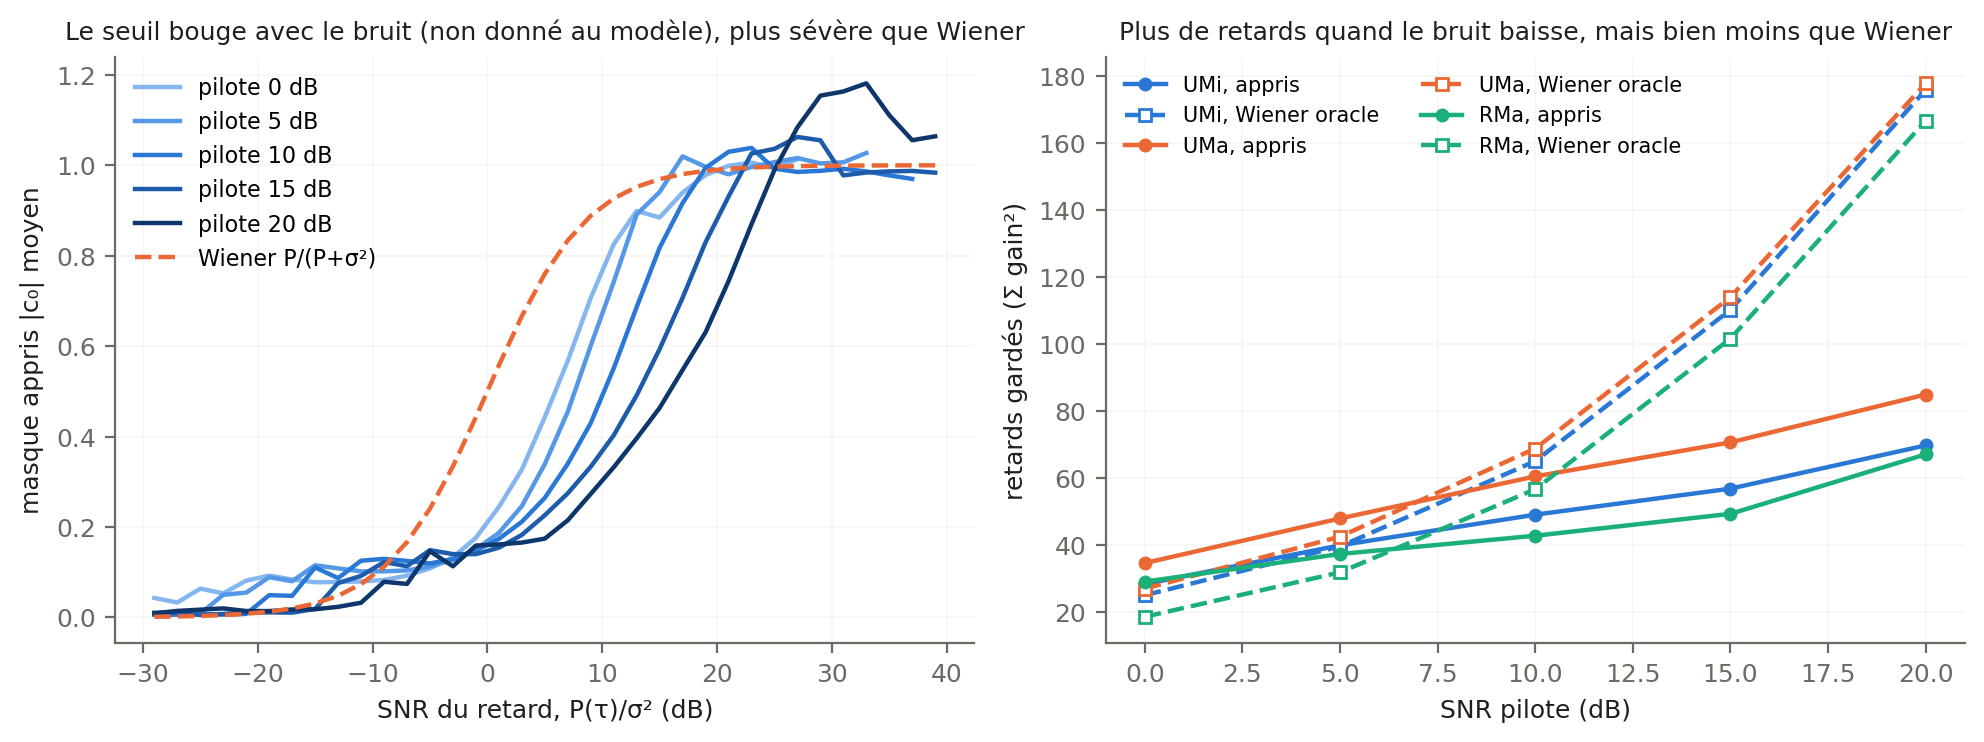 Le seuil bouge avec le bruit (non donné au modèle), plus sévère que Wiener
masque appris |c₀| moyen
1.2
1.0
0.8
0.6
0.4
0.2
0.0
pilote 0 dB
pilote 5 dB
pilote 10 dB
pilote 15 dB
pilote 20 dB
Wiener P/(P+σ²)
−30 −20 −10 0 10 20 30 40
SNR du retard, P(τ)/σ² (dB)
Plus de retards quand le bruit baisse, mais bien moins que Wiener
retards gardés (Σ gain²)
180
160
140
120
100
80
60
40
20
UMi, appris
UMi, Wiener oracle
UMa, appris
UMa, Wiener oracle
RMa, appris
RMa, Wiener oracle
0.0 2.5 5.0 7.5 10.0 12.5 15.0 17.5 20.0
SNR pilote (dB)